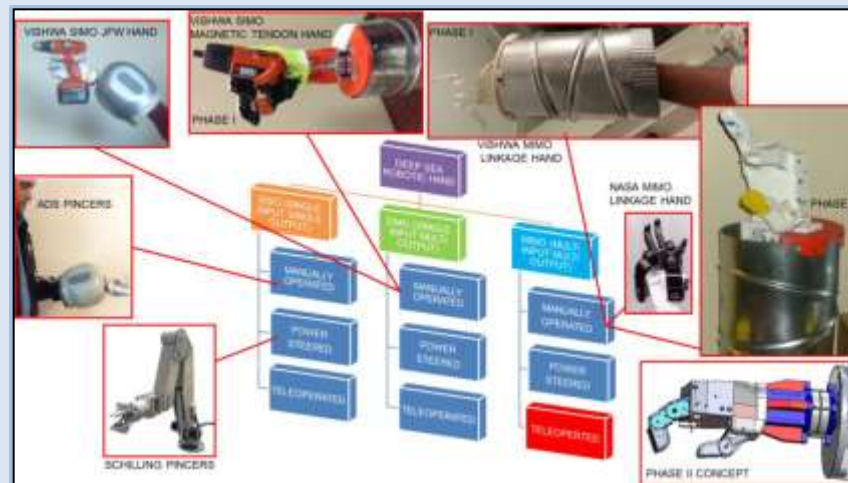 VISHWA SIMO JPW HAND
VISHWA SIMO
MAGNETIC TENDON HAND
PHASE I
PHASE I
VISHWA MIMO
LINKAGE HAND
NASA MIMO
LINKAGE HAND
PHASE
ADS PINCERS
SCHILLING PINCERS
PHASE II CONCEPT
DEEP SEA
ROBOTIC HAND
SISO (SINGLE
INPUT SINGLE
OUTPUT)
SIMO (SINGLE
INPUT MULTI
OUTPUT)
MIMO (MULTI
INPUT MULTI
OUTPUT)
MANUALLY
OPERATED
POWER
STEERED
TELEOPERATED
MANUALLY
OPERATED
POWER
STEERED
TELEOPERATED
MANUALLY
OPERATED
POWER
STEERED
TELEOPERTED